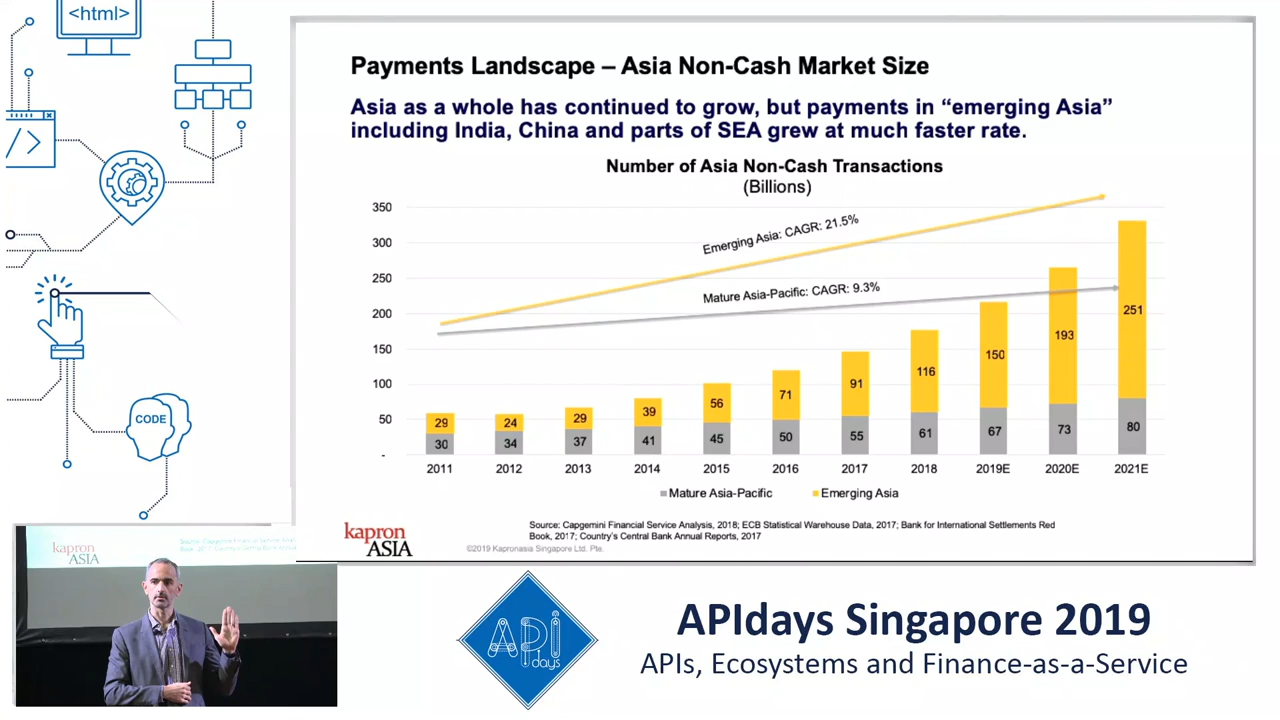 <html>
</>
CODE
Payments Landscape – Asia Non-Cash Market Size
Asia as a whole has continued to grow, but payments in “emerging Asia”
including India, China and parts of SEA grew at much faster rate.
Number of Asia Non-Cash Transactions
(Billions)
350
300
250
200
150
100
50
-
Emerging Asia: CAGR: 21.5%
Mature Asia-Pacific: CAGR: 9.3%
29 24 29 39 56 71 91 116 150 193 251
30 34 37 41 45 50 55 61 67 73 80
2011 2012 2013 2014 2015 2016 2017 2018 2019E 2020E 2021E
Mature Asia-Pacific Emerging Asia
kapron
ASIA
Source: Capgemini Financial Service Analysis, 2018; ECB Statistical Warehouse Data, 2017; Bank for International Settlements Red
Book, 2017; Country’s Central Bank Annual Reports, 2017
©2019 Kapronasia Singapore Ltd. Pte.
kapron
ASIA
API
days
APIdays Singapore 2019
APIs, Ecosystems and Finance-as-a-Service